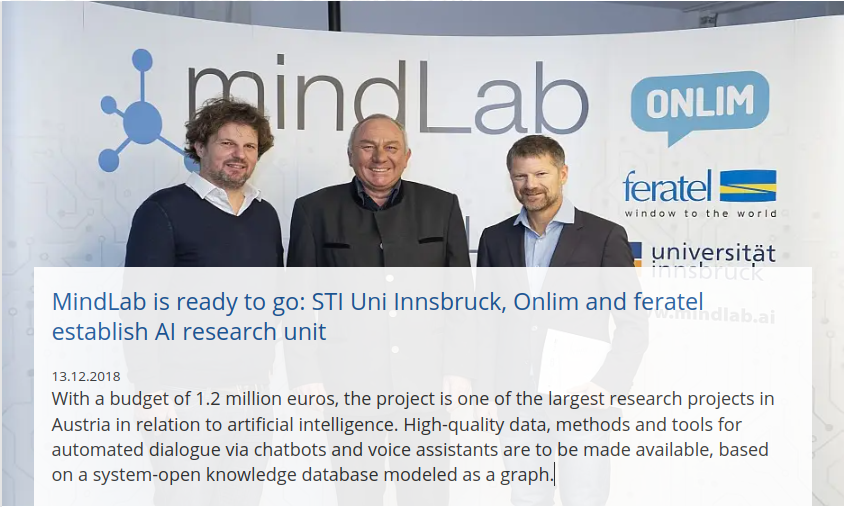 mindLab
ONLIM
feratel
window to the world
universität
innsbruck
w.mindlab.ai
MindLab is ready to go: STI Uni Innsbruck, Onlim and feratel
establish AI research unit
13.12.2018
With a budget of 1.2 million euros, the project is one of the largest research projects in
Austria in relation to artificial intelligence. High-quality data, methods and tools for
automated dialogue via chatbots and voice assistants are to be made available, based
on a system-open knowledge database modeled as a graph.